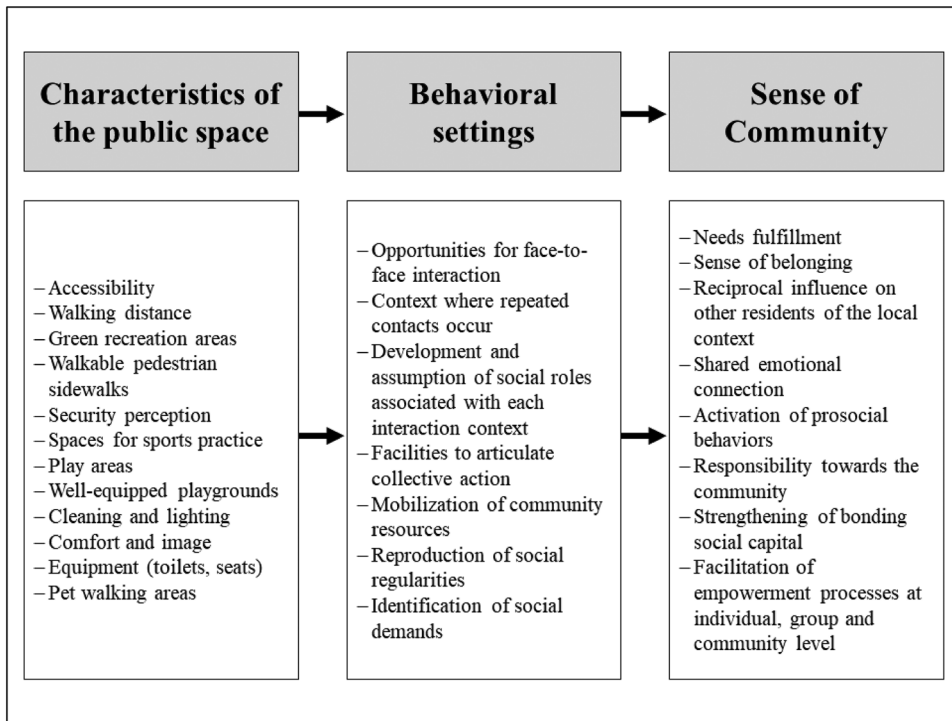 Characteristics of
the public space
Behavioral
settings
Sense of
Community
– Accessibility
– Walking distance
– Green recreation areas
– Walkable pedestrian
sidewalks
– Security perception
– Spaces for sports practice
– Play areas
– Well-equipped playgrounds
– Cleaning and lighting
– Comfort and image
– Equipment (toilets, seats)
– Pet walking areas
– Opportunities for face-to-
face interaction
– Context where repeated
contacts occur
– Development and
assumption of social roles
associated with each
interaction context
– Facilities to articulate
collective action
– Mobilization of community
resources
– Reproduction of social
regularities
– Identification of social
demands
– Needs fulfillment
– Sense of belonging
– Reciprocal influence on
other residents of the local
context
– Shared emotional
connection
– Activation of prosocial
behaviors
– Responsibility towards the
community
– Strengthening of bonding
social capital
– Facilitation of
empowerment processes at
individual, group and
community level